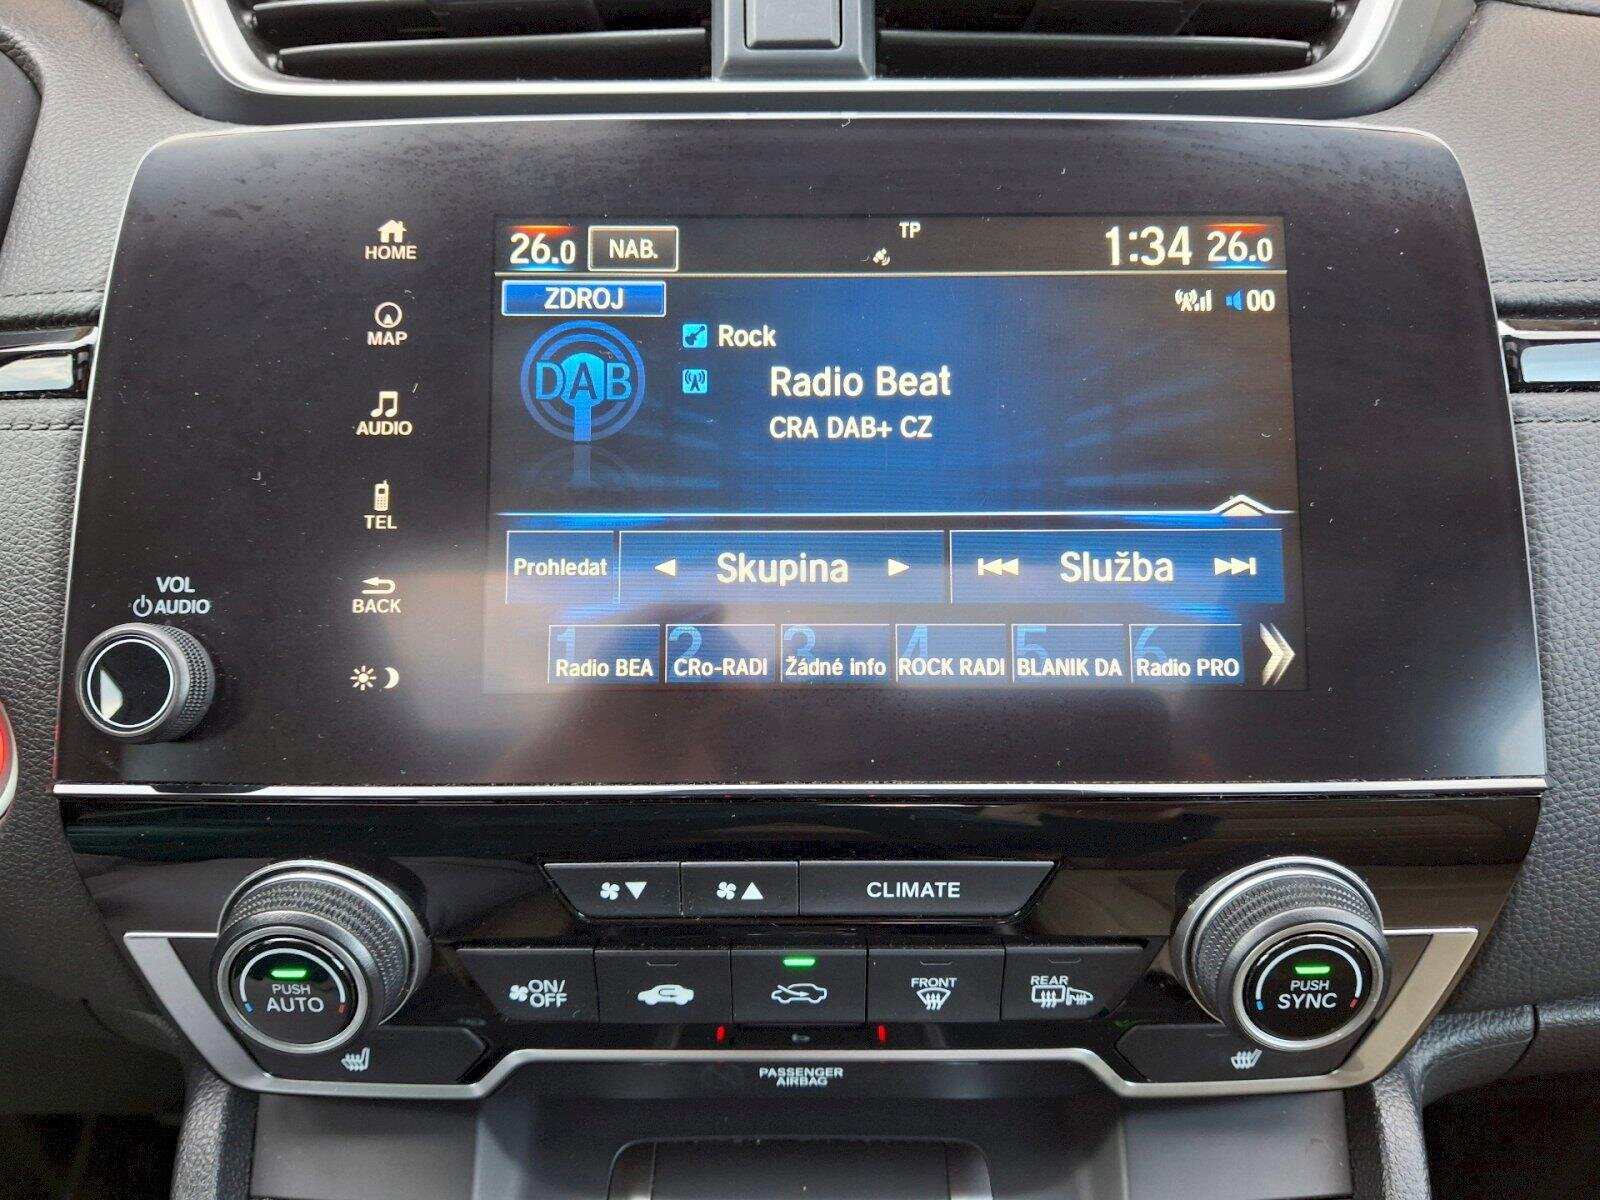 26.0 NAB. TP 1:34 26.0
ZDROJ 00
DAB
Rock
Radio Beat
CRA DAB+ CZ
Prohledat Skupina Služba
1 2 3 4 5 6
Radio BEA CRo-RADI Žádné info ROCK RADI BLANIK DA Radio PRO
HOME
MAP
AUDIO
TEL
BACK
VOL
AUDIO
CLIMATE
PUSH
AUTO
ON/
OFF
FRONT
REAR
PUSH
SYNC
PASSENGER
AIRBAG